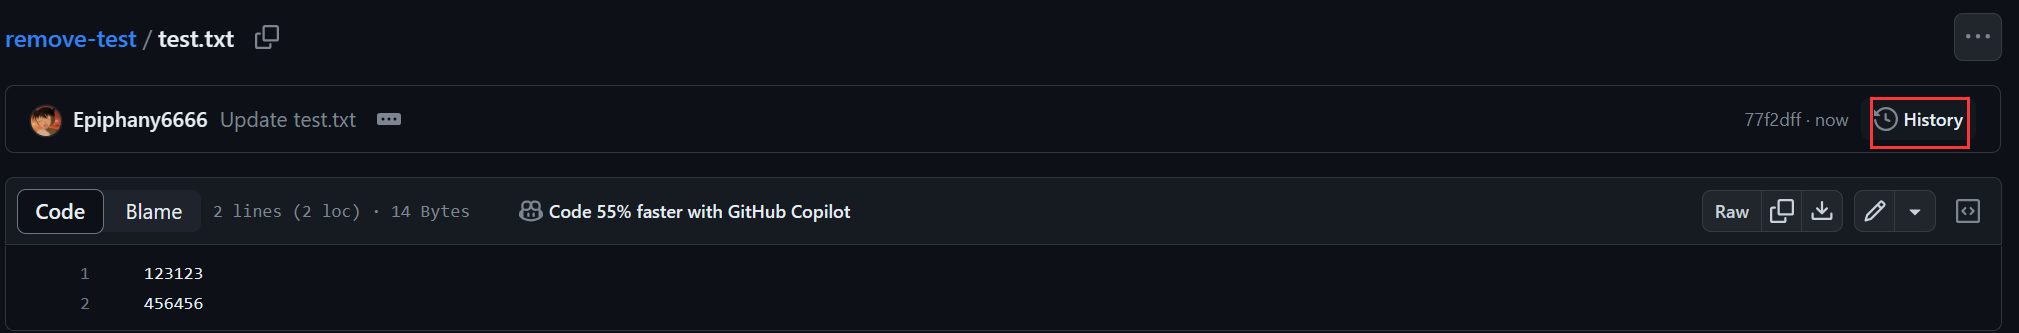 remove-test / test.txt
Epiphany6666 Update test.txt 77f2dff · now History
Code Blame 2 lines (2 loc) · 14 Bytes Code 55% faster with GitHub Copilot Raw
1 123123
2 456456